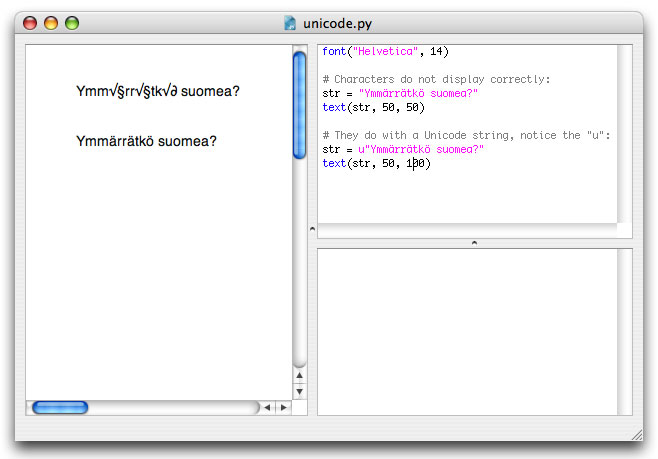 unicode.py
Ymm√§rr√§tk√∂ suomea?
Ymmärrätkö suomea?
font("Helvetica", 14)
# Characters do not display correctly:
str = "Ymmärrätkö suomea?"
text(str, 50, 50)
# They do with a Unicode string, notice the "u":
str = u"Ymmärrätkö suomea?"
text(str, 50, 100)